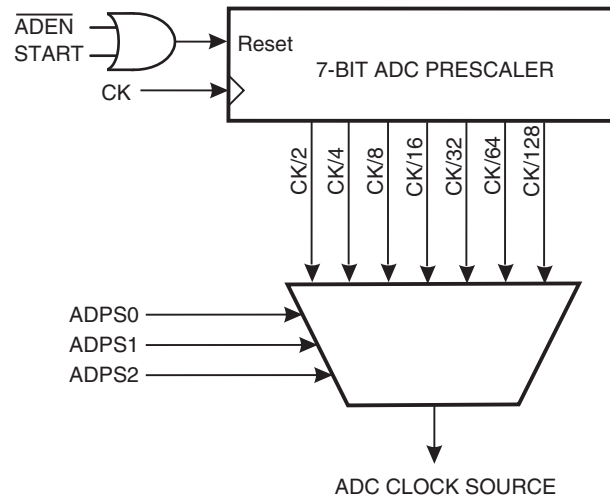 ADEN
START
Reset
CK
7-BIT ADC PRESCALER
CK/2
CK/4
CK/8
CK/16
CK/32
CK/64
CK/128
ADPS0
ADPS1
ADPS2
ADC CLOCK SOURCE